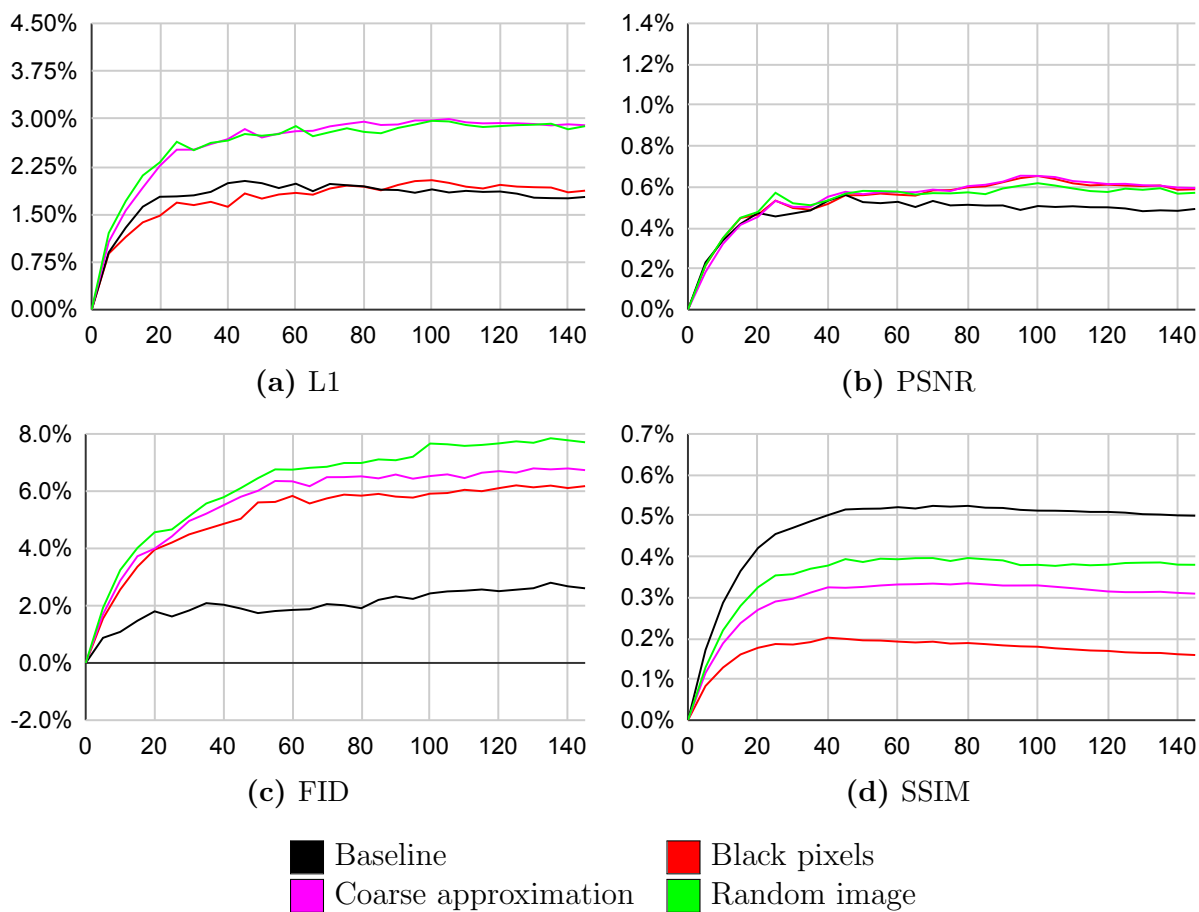 4.50%
3.75%
3.00%
2.25%
1.50%
0.75%
0.00%
0 20 40 60 80 100 120 140
(a) L1
1.4%
1.2%
1.0%
0.8%
0.6%
0.4%
0.2%
0.0%
0 20 40 60 80 100 120 140
(b) PSNR
8.0%
6.0%
4.0%
2.0%
0.0%
-2.0%
0 20 40 60 80 100 120 140
(c) FID
0.7%
0.6%
0.5%
0.4%
0.3%
0.2%
0.1%
0.0%
0 20 40 60 80 100 120 140
(d) SSIM
Baseline
Black pixels
Coarse approximation
Random image